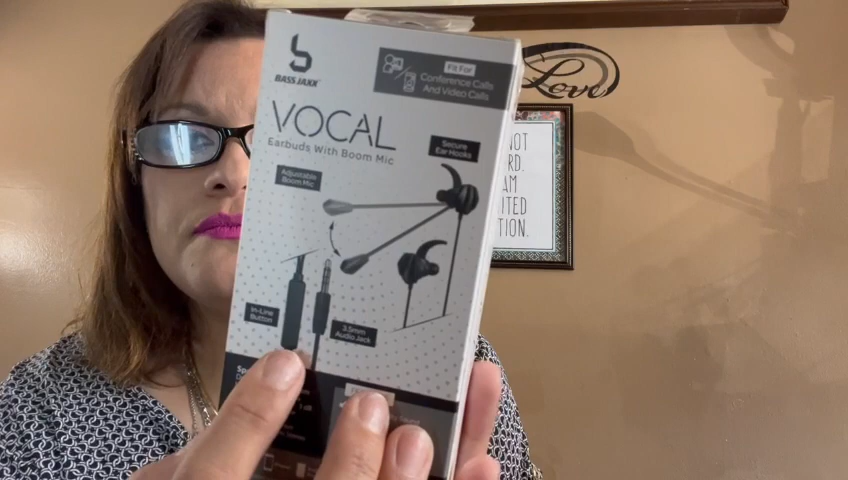 BASS JAXX
Fit For
Conference Calls
And Video Calls
VOCAL
Earbuds With Boom Mic
Secure
Ear Hooks
Adjustable
Boom Mic
In-Line
Button
3.5mm
Audio Jack
NOT
RD.
AM
ITED
TION.